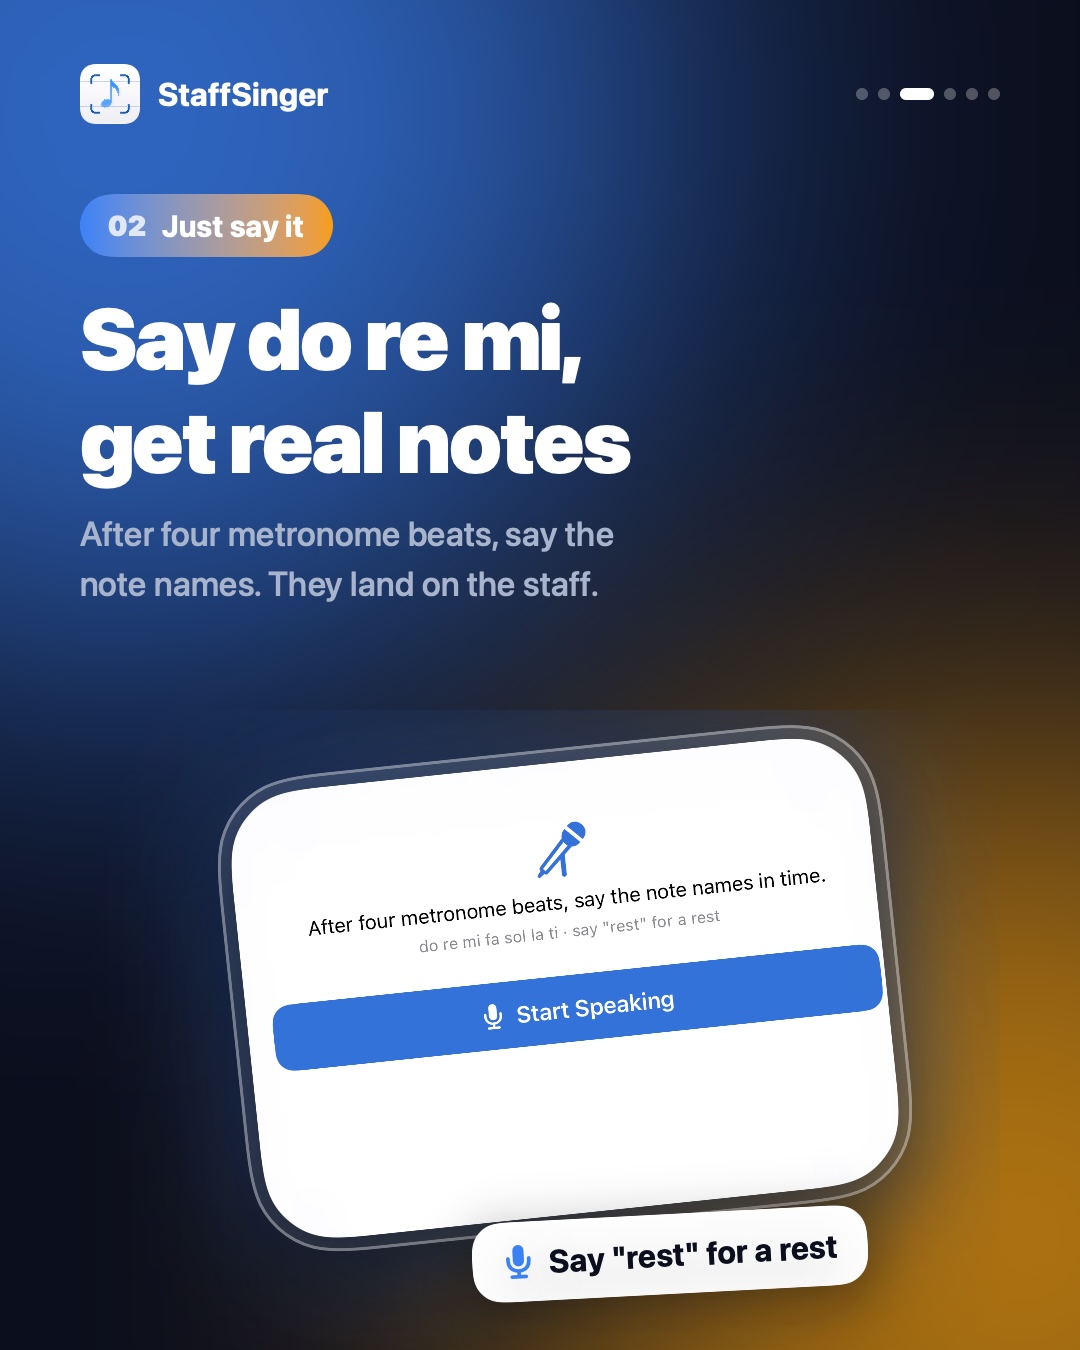 StaffSinger
02 Just say it
Say do re mi,
get real notes
After four metronome beats, say the
note names. They land on the staff.
After four metronome beats, say the note names in time.
do re mi fa sol la ti · say "rest" for a rest
Start Speaking
Say "rest" for a rest